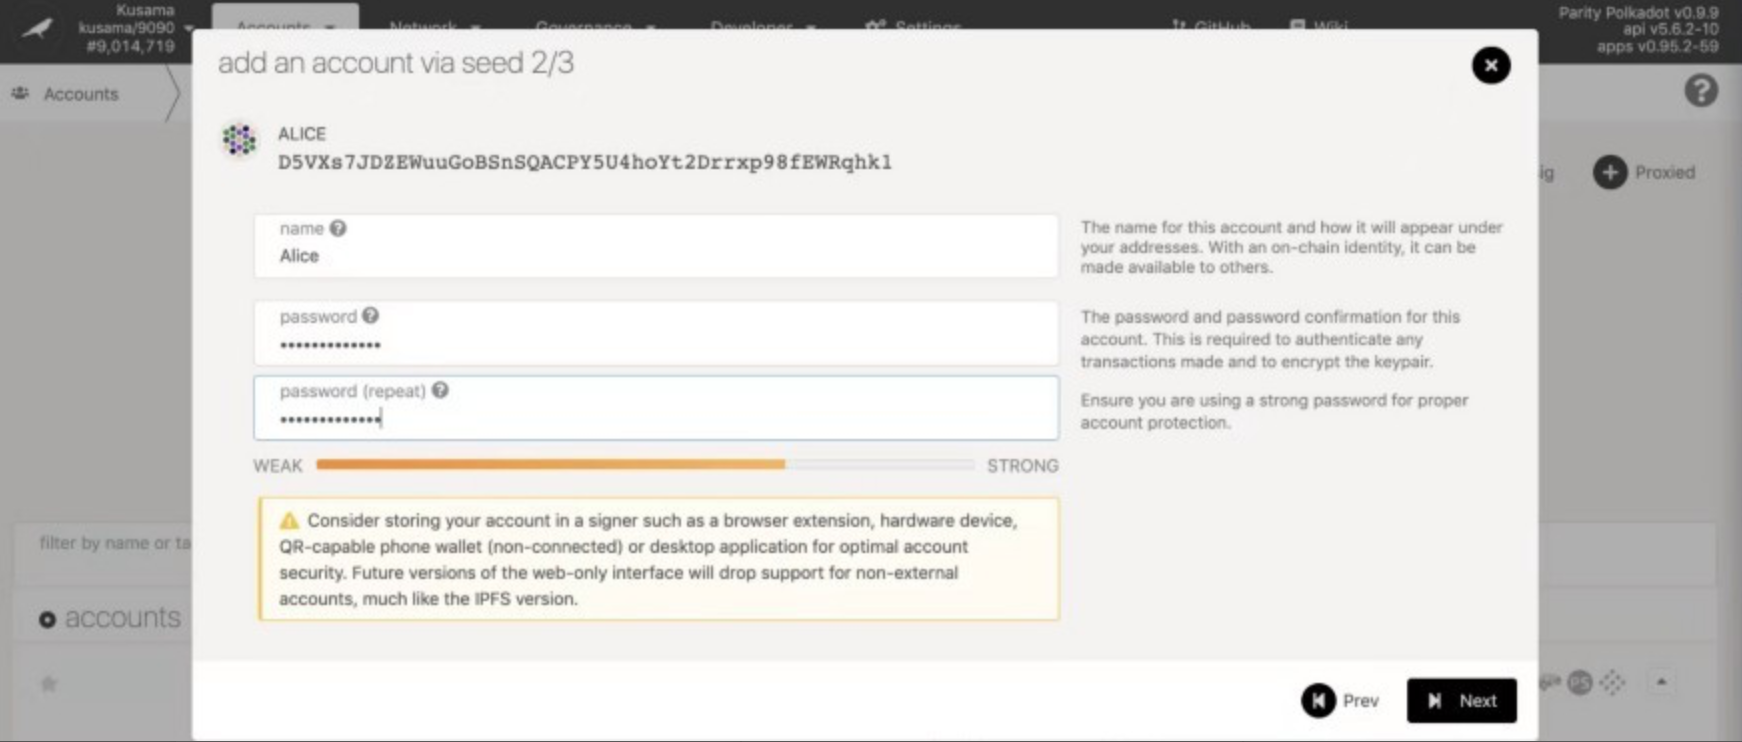 Kusama
kusama/9090
#9,014,719
Accounts
Network
Governance
Developer
Settings
GitHub
Wiki
Parity Polkadot v0.9.9
api v5.6.2-10
apps v0.95.2-59
Accounts
add an account via seed 2/3
ALICE
D5VXs7JDZEWuuGoBSnSQACPY5U4hoYt2Drrxp98fEWRqhk1
Proxied
name
Alice
The name for this account and how it will appear under
your addresses. With an on-chain identity, it can be
made available to others.
password
•••••••••••••
The password and password confirmation for this
account. This is required to authenticate any
transactions made and to encrypt the keypair.
password (repeat)
•••••••••••••
Ensure you are using a strong password for proper
account protection.
WEAK
STRONG
Consider storing your account in a signer such as a browser extension, hardware device,
QR-capable phone wallet (non-connected) or desktop application for optimal account
security. Future versions of the web-only interface will drop support for non-external
accounts, much like the IPFS version.
filter by name or ta
accounts
PS
Prev
Next